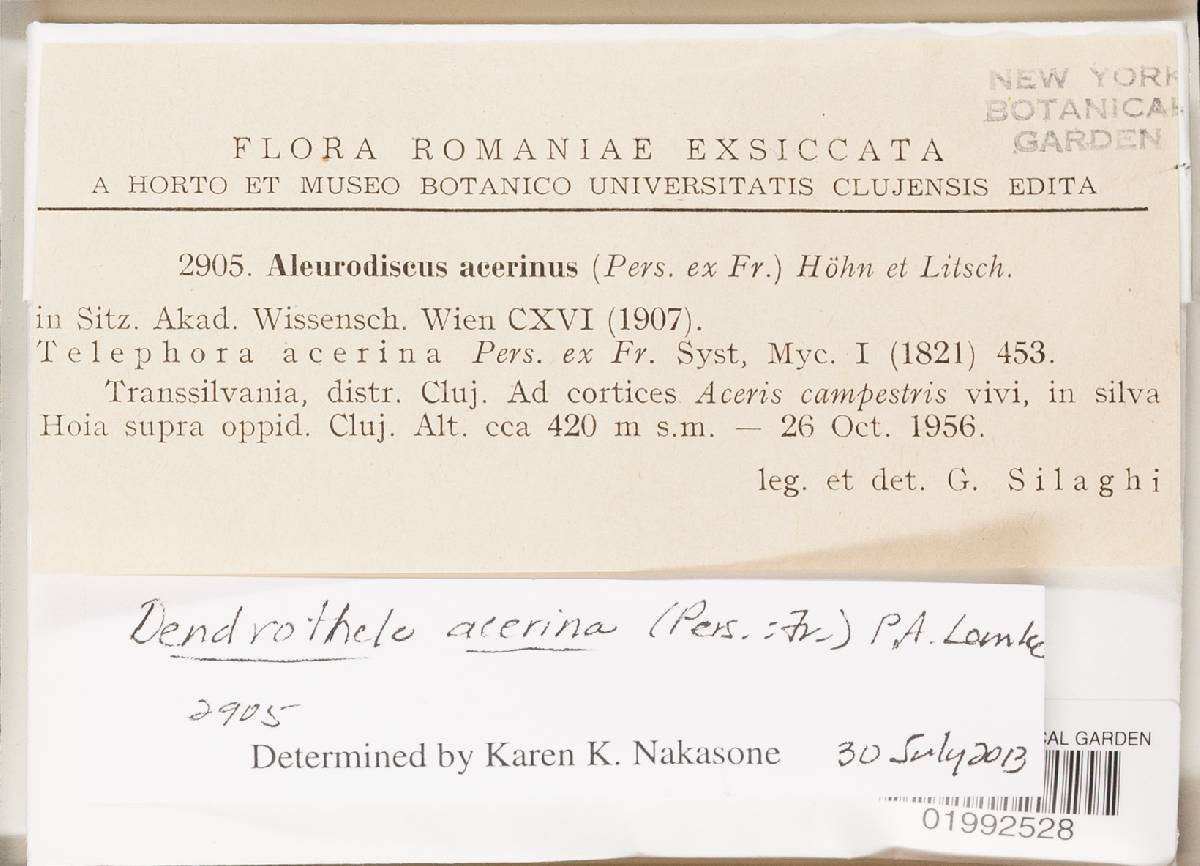 NEW YORK
BOTANICAL
GARDEN
FLORA ROMANIAE EXSICCATA
A HORTO ET MUSEO BOTANICO UNIVERSITATIS CLUJENSIS EDITA
2905. Aleurodiscus acerinus (Pers. ex Fr.) Höhn et Litsch.
in Sitz. Akad. Wissensch. Wien CXVI (1907).
Telephora acerina Pers. ex Fr. Syst, Myc. I (1821) 453.
Transsilvania, distr. Cluj. Ad cortices Aceris campestris vivi, in silva
Hoia supra oppid. Cluj. Alt. cca 420 m s.m. — 26 Oct. 1956.
leg. et det. G. Silaghi
Dendrothele acerina (Pers. : Fr.) P.A. Lemke
2905
Determined by Karen K. Nakasone 30 July 2013
CAL GARDEN
01992528